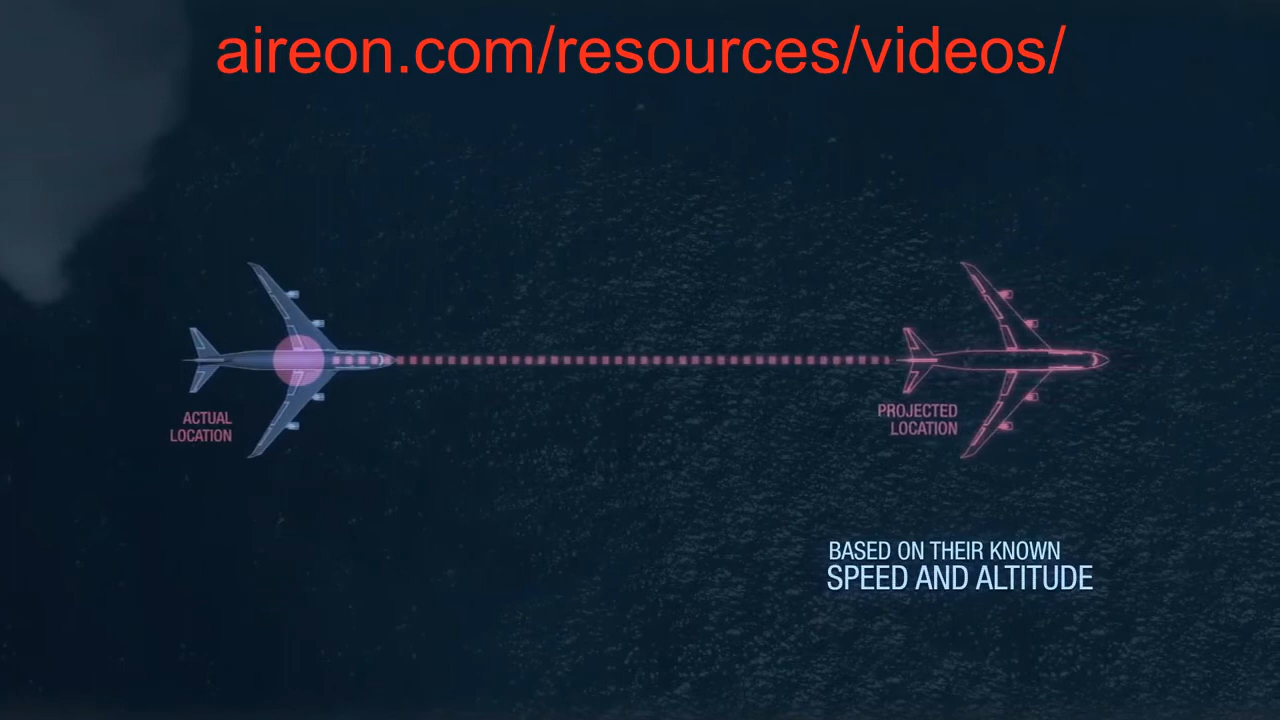 aireon.com/resources/videos/
ACTUAL
LOCATION
PROJECTED
LOCATION
BASED ON THEIR KNOWN
SPEED AND ALTITUDE